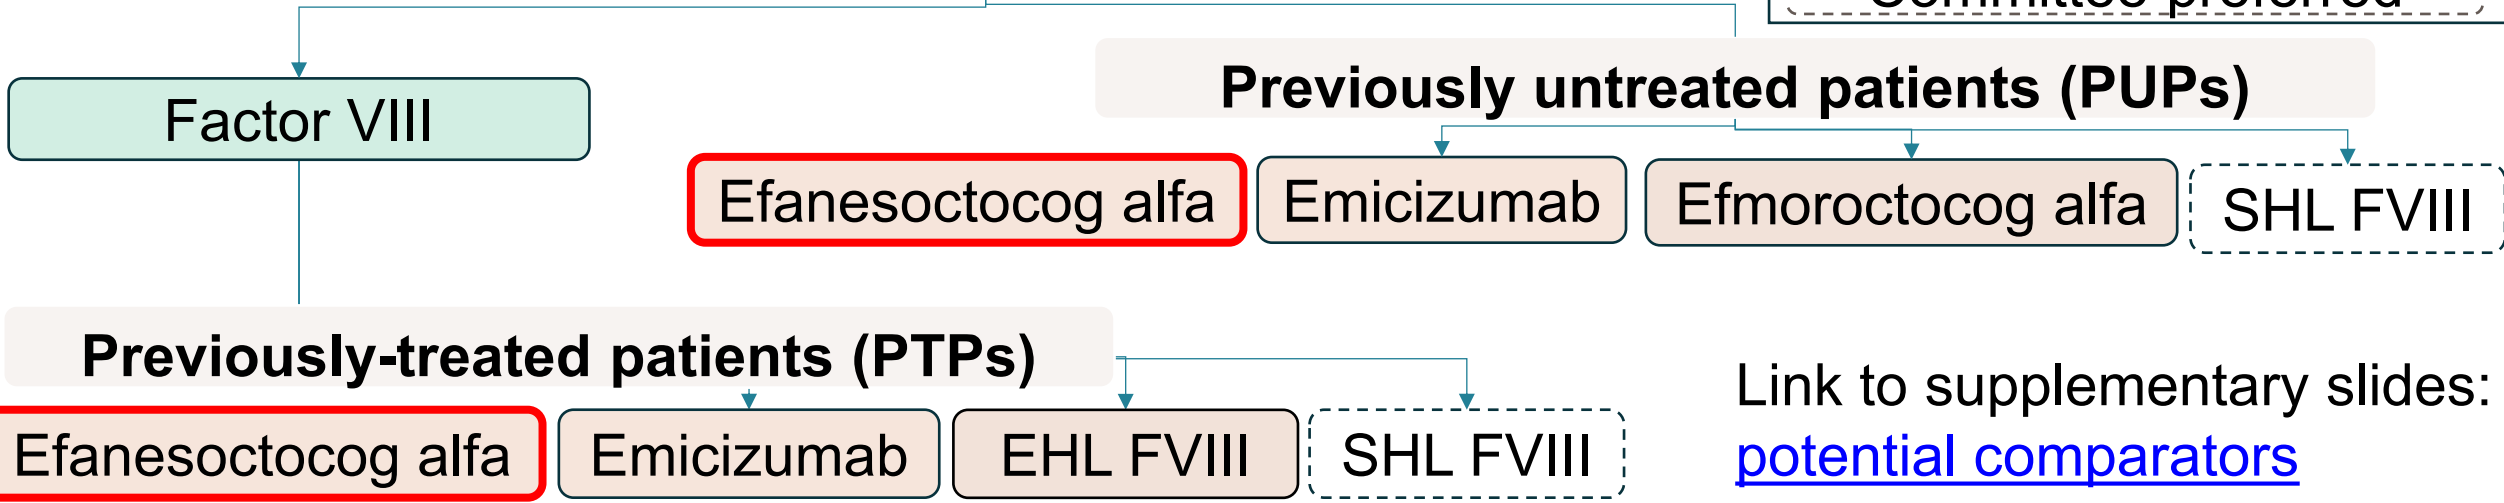 Previously untreated patients (PUPs)
Factor VIIII
Efanesoctocog alfa
Emicizumab
Efmoroctocog alfa
SHL FVIII
Previously-treated patients (PTPs)
Link to supplementary slides:
potential comparators
Efanesoctocog alfa
Emicizumab
EHL FVIII
SHL FVIII